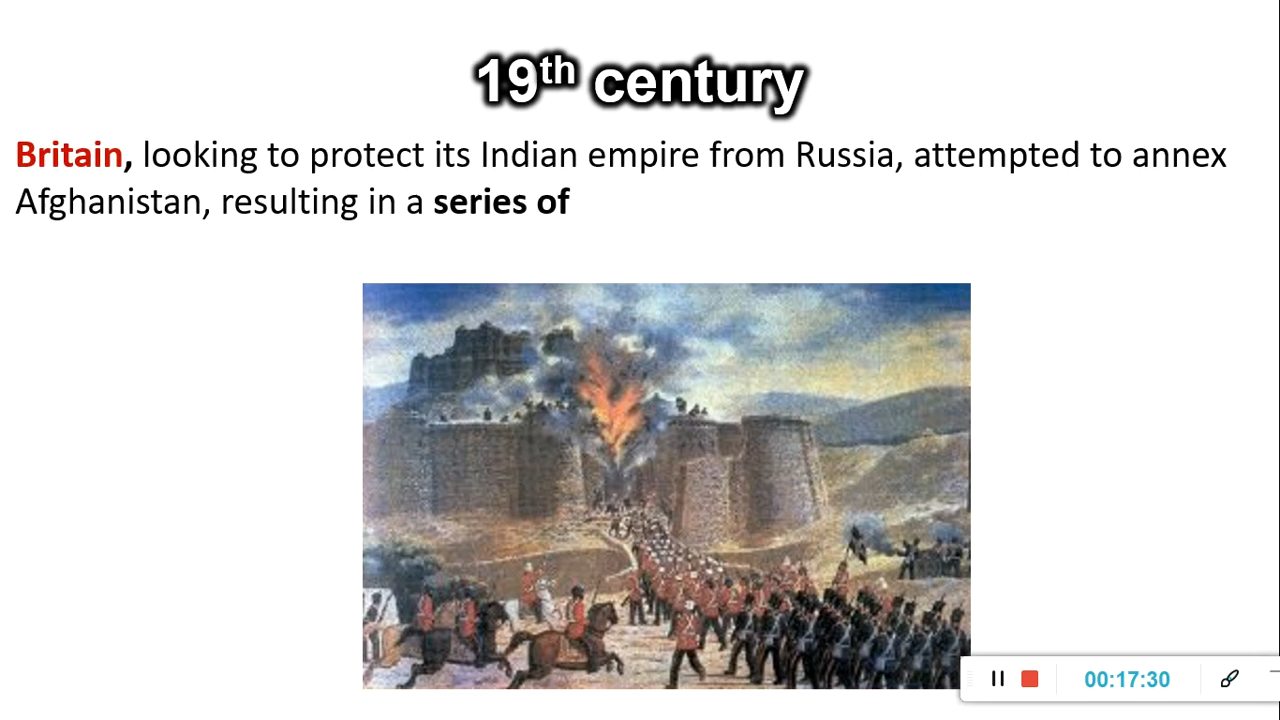 19th century
Britain, looking to protect its Indian empire from Russia, attempted to annex
Afghanistan, resulting in a series of
00:17:30